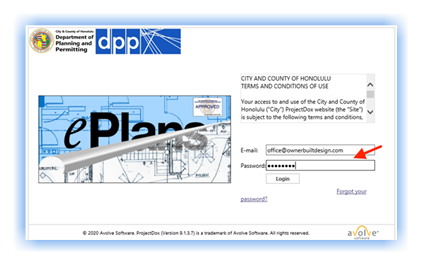 City & County of Honolulu
Department of
Planning and
Permitting
dpp
CITY AND COUNTY OF HONOLULU
TERMS AND CONDITIONS OF USE
Your access to and use of the City and County of
Honolulu ("City") ProjectDox website (the "Site")
is subject to the following terms and conditions,
APPROVED
ePlans
E-mail: office@ownerbuiltdesign.com
Password: ••••••••
Login
Forgot your
password?
© 2020 Avolve Software. ProjectDox (Version 9.1.3.7) is a trademark of Avolve Software. All rights reserved.
avolve
software